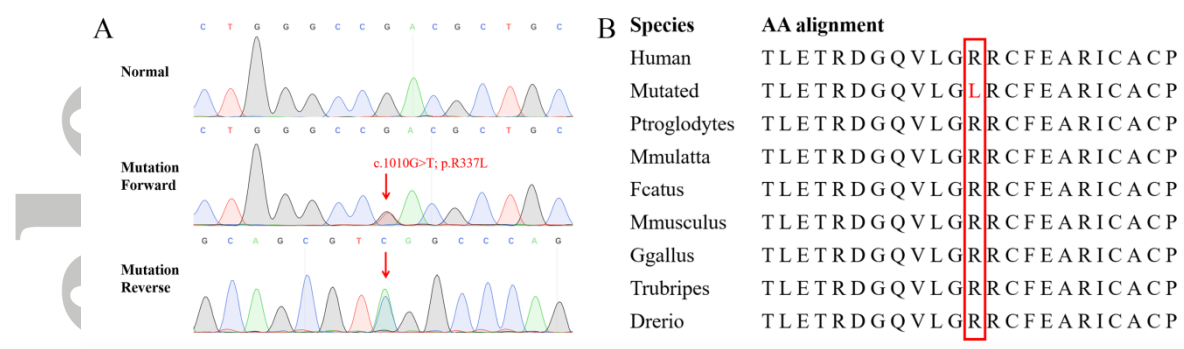 A
C T G G G C C G A C G C T G C
Normal
C T G G G C C G A C G C T G C
Mutation
Forward
c.1010G>T; p.R337L
G C A G C G T C G G C C C A G
Mutation
Reverse
B
Species AA alignment
Human T L E T R D G Q V L G R R C F E A R I C A C P
Mutated T L E T R D G Q V L G L R C F E A R I C A C P
Ptroglodytes T L E T R D G Q V L G R R C F E A R I C A C P
Mmulatta T L E T R D G Q V L G R R C F E A R I C A C P
Fcatus T L E T R D G Q V L G R R C F E A R I C A C P
Mmusculus T L E T R D G Q V L G R R C F E A R I C A C P
Ggallus T L E T R D G Q V L G R R C F E A R I C A C P
Trubripes T L E T R D G Q V L G R R C F E A R I C A C P
Drerio T L E T R D G Q V L G R R C F E A R I C A C P